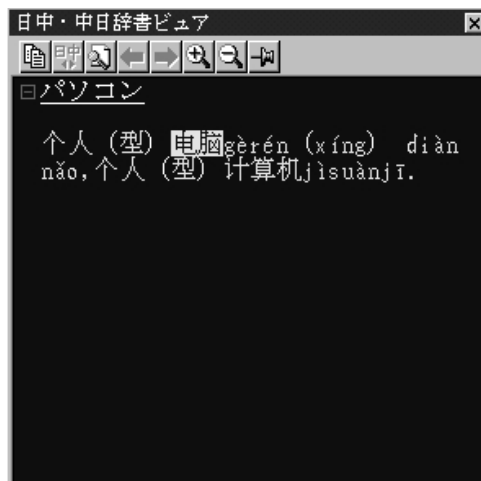 日中・中日辞書ビュア
日中
パソコン
个人（型）电脑gèrén（xíng） diàn
nǎo,个人（型）计算机jìsuànjī.